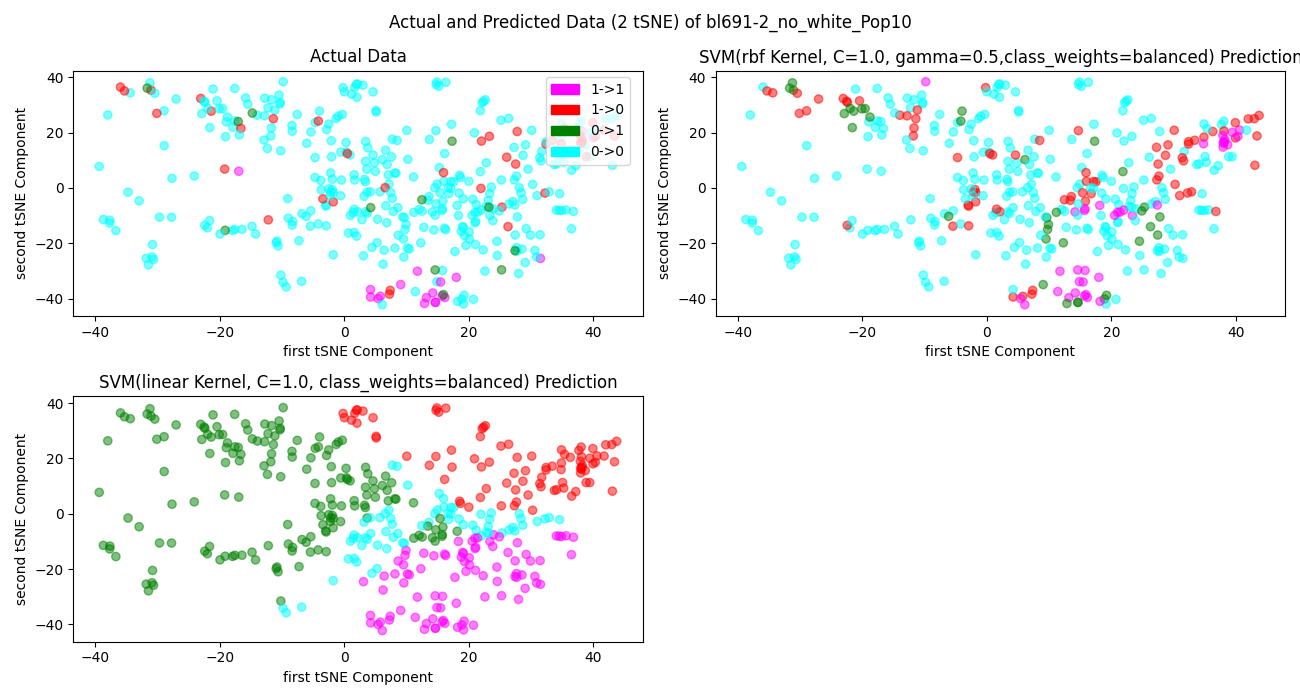 Actual and Predicted Data (2 tSNE) of bl691-2_no_white_Pop10
Actual Data
second tSNE Component
40
20
0
−20
−40
1->1
1->0
0->1
0->0
−40 −20 0 20 40
first tSNE Component
SVM(rbf Kernel, C=1.0, gamma=0.5,class_weights=balanced) Prediction
second tSNE Component
40
20
0
−20
−40
−40 −20 0 20 40
first tSNE Component
SVM(linear Kernel, C=1.0, class_weights=balanced) Prediction
second tSNE Component
40
20
0
−20
−40
−40 −20 0 20 40
first tSNE Component